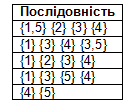 Послідовність
{1,5} {2} {3} {4}
{1} {3} {4} {3,5}
{1} {2} {3} {4}
{1} {3} {5} {4}
{4} {5}